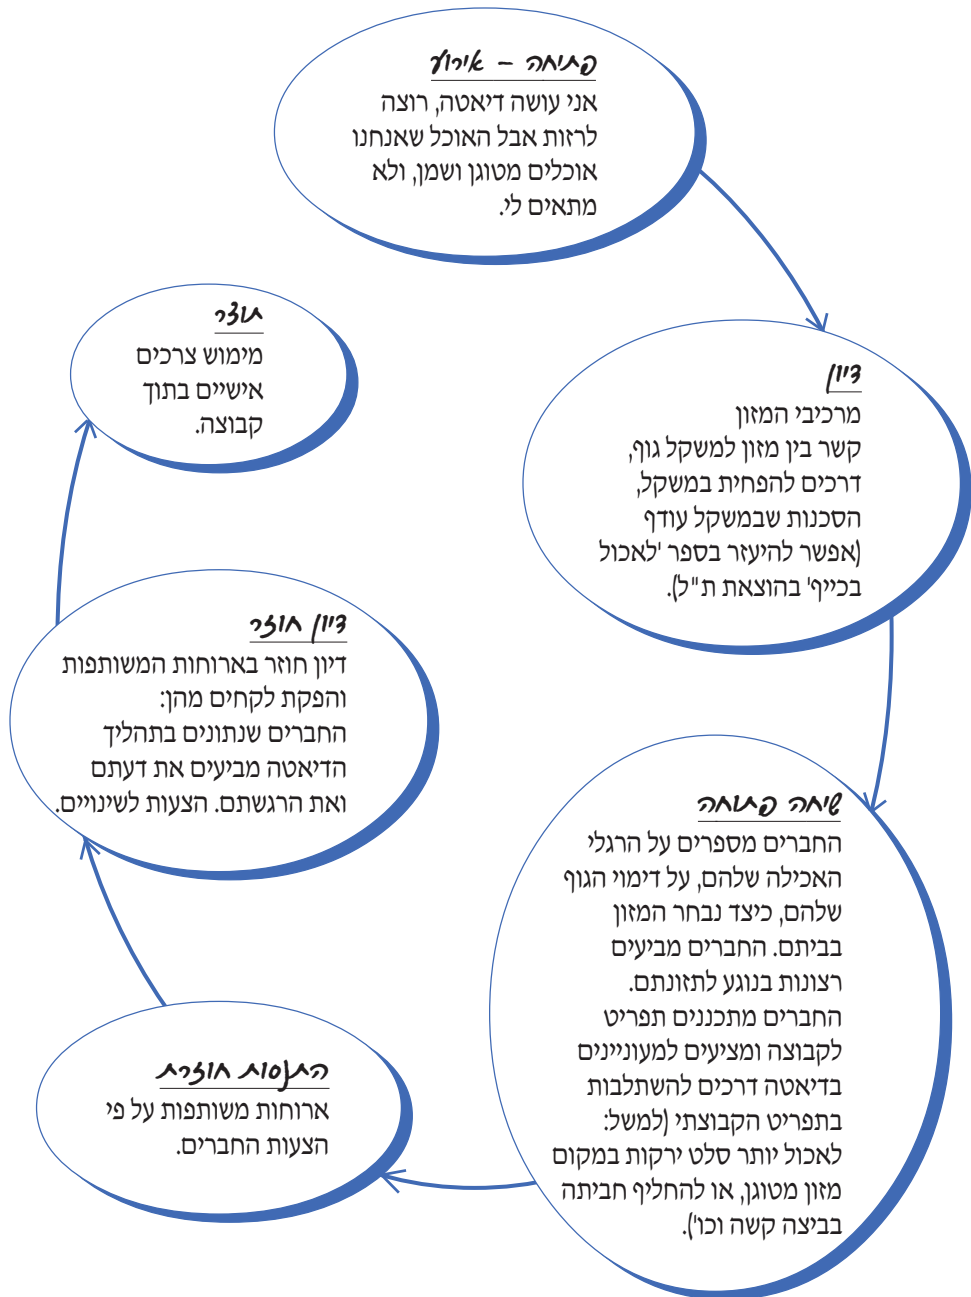 פתיחה – אירוע
אני עושה דיאטה, רוצה
לרזות אבל האוכל שאנחנו
אוכלים מטוגן ושמן, ולא
מתאים לי.
דיון
מרכיבי המזון
קשר בין מזון למשקל גוף,
דרכים להפחית במשקל,
הסכנות שבמשקל עודף
(אפשר להיעזר בספר 'לאכול
בכייף' בהוצאת ת"ל).
שיחה פתוחה
החברים מספרים על הרגלי
האכילה שלהם, על דימוי הגוף
שלהם, כיצד נבחר המזון
בביתם. החברים מביעים
רצונות בנוגע לתזונתם.
החברים מתכננים תפריט
לקבוצה ומציעים למעוניינים
בדיאטה דרכים להשתלבות
בתפריט הקבוצתי (למשל:
לאכול יותר סלט ירקות במקום
מזון מטוגן, או להחליף חביתה
בביצה קשה וכו').
התנסות חוזרת
ארוחות משותפות על פי
הצעות החברים.
דיון חוזר
דיון חוזר בארוחות המשותפות
והפקת לקחים מהן:
החברים שנתונים בתהליך
הדיאטה מביעים את דעתם
ואת הרגשתם. הצעות לשינויים.
תוצר
מימוש צרכים
אישיים בתוך
קבוצה.